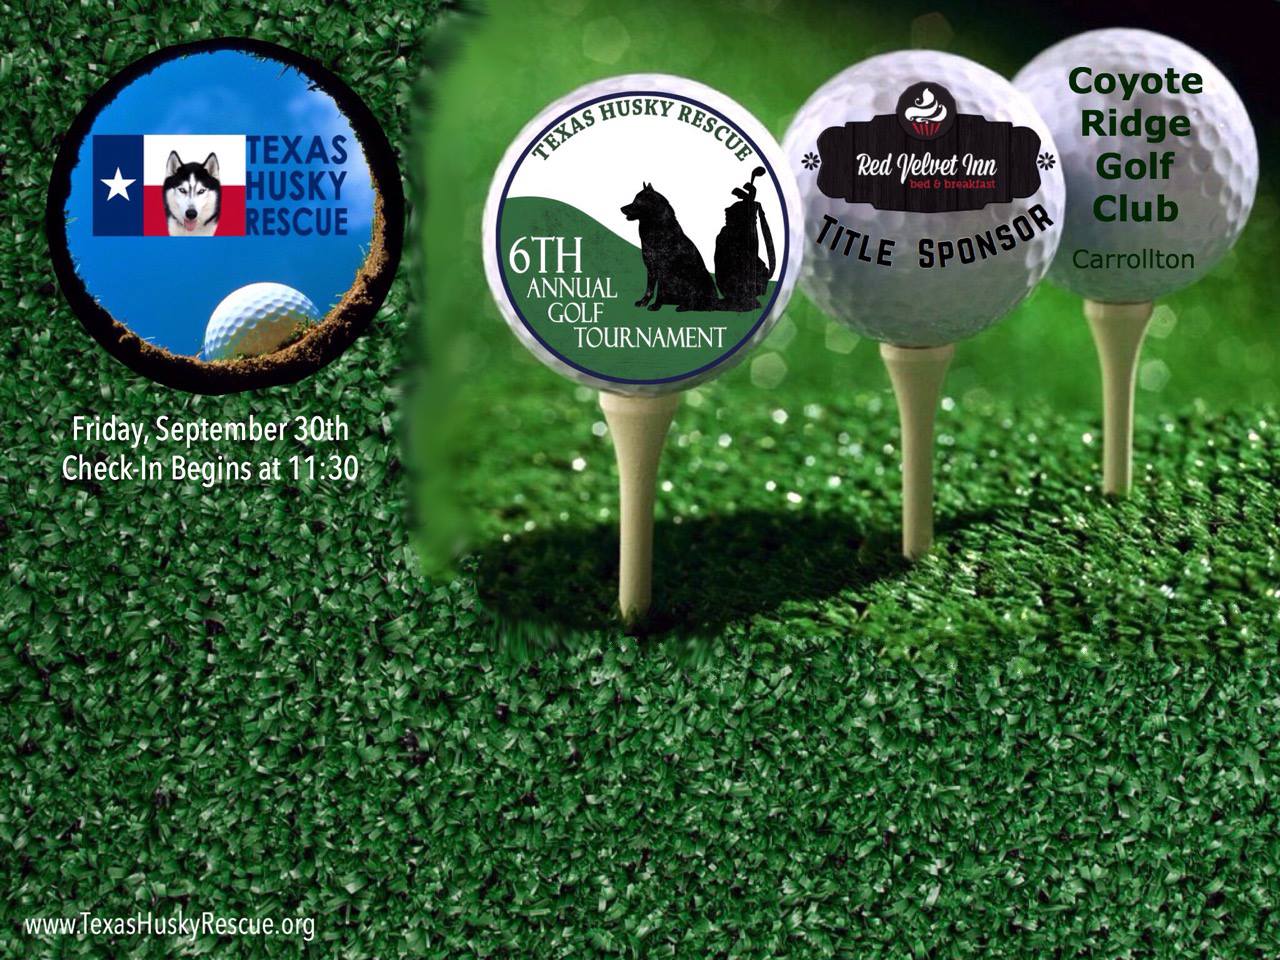 TEXAS
HUSKY
RESCUE
Friday, September 30th
Check-In Begins at 11:30
TEXAS HUSKY RESCUE
6TH
ANNUAL
GOLF
TOURNAMENT
Red Velvet Inn
bed & breakfast
TITLE SPONSOR
Coyote
Ridge
Golf
Club
Carrollton
www.TexasHuskyRescue.org